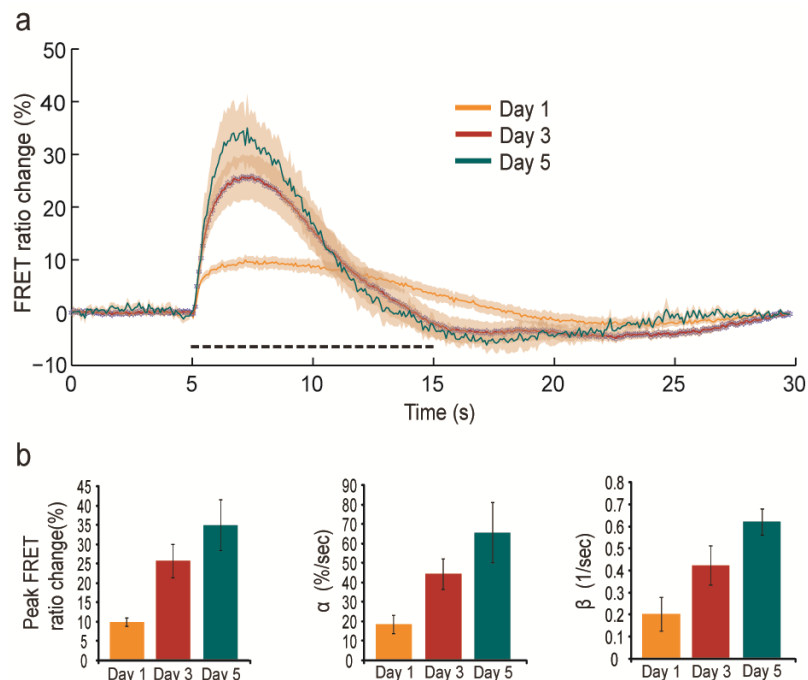 a
FRET ratio change (%)
50
40
30
20
10
0
−10
Day 1
Day 3
Day 5
0 5 10 15 20 25 30
Time (s)
b
Peak FRET
ratio change(%)
45
40
35
30
25
20
15
10
5
0
Day 1 Day 3 Day 5
α (%/sec)
90
80
70
60
50
40
30
20
10
0
Day 1 Day 3 Day 5
β (1/sec)
0.8
0.7
0.6
0.5
0.4
0.3
0.2
0.1
0
Day 1 Day 3 Day 5